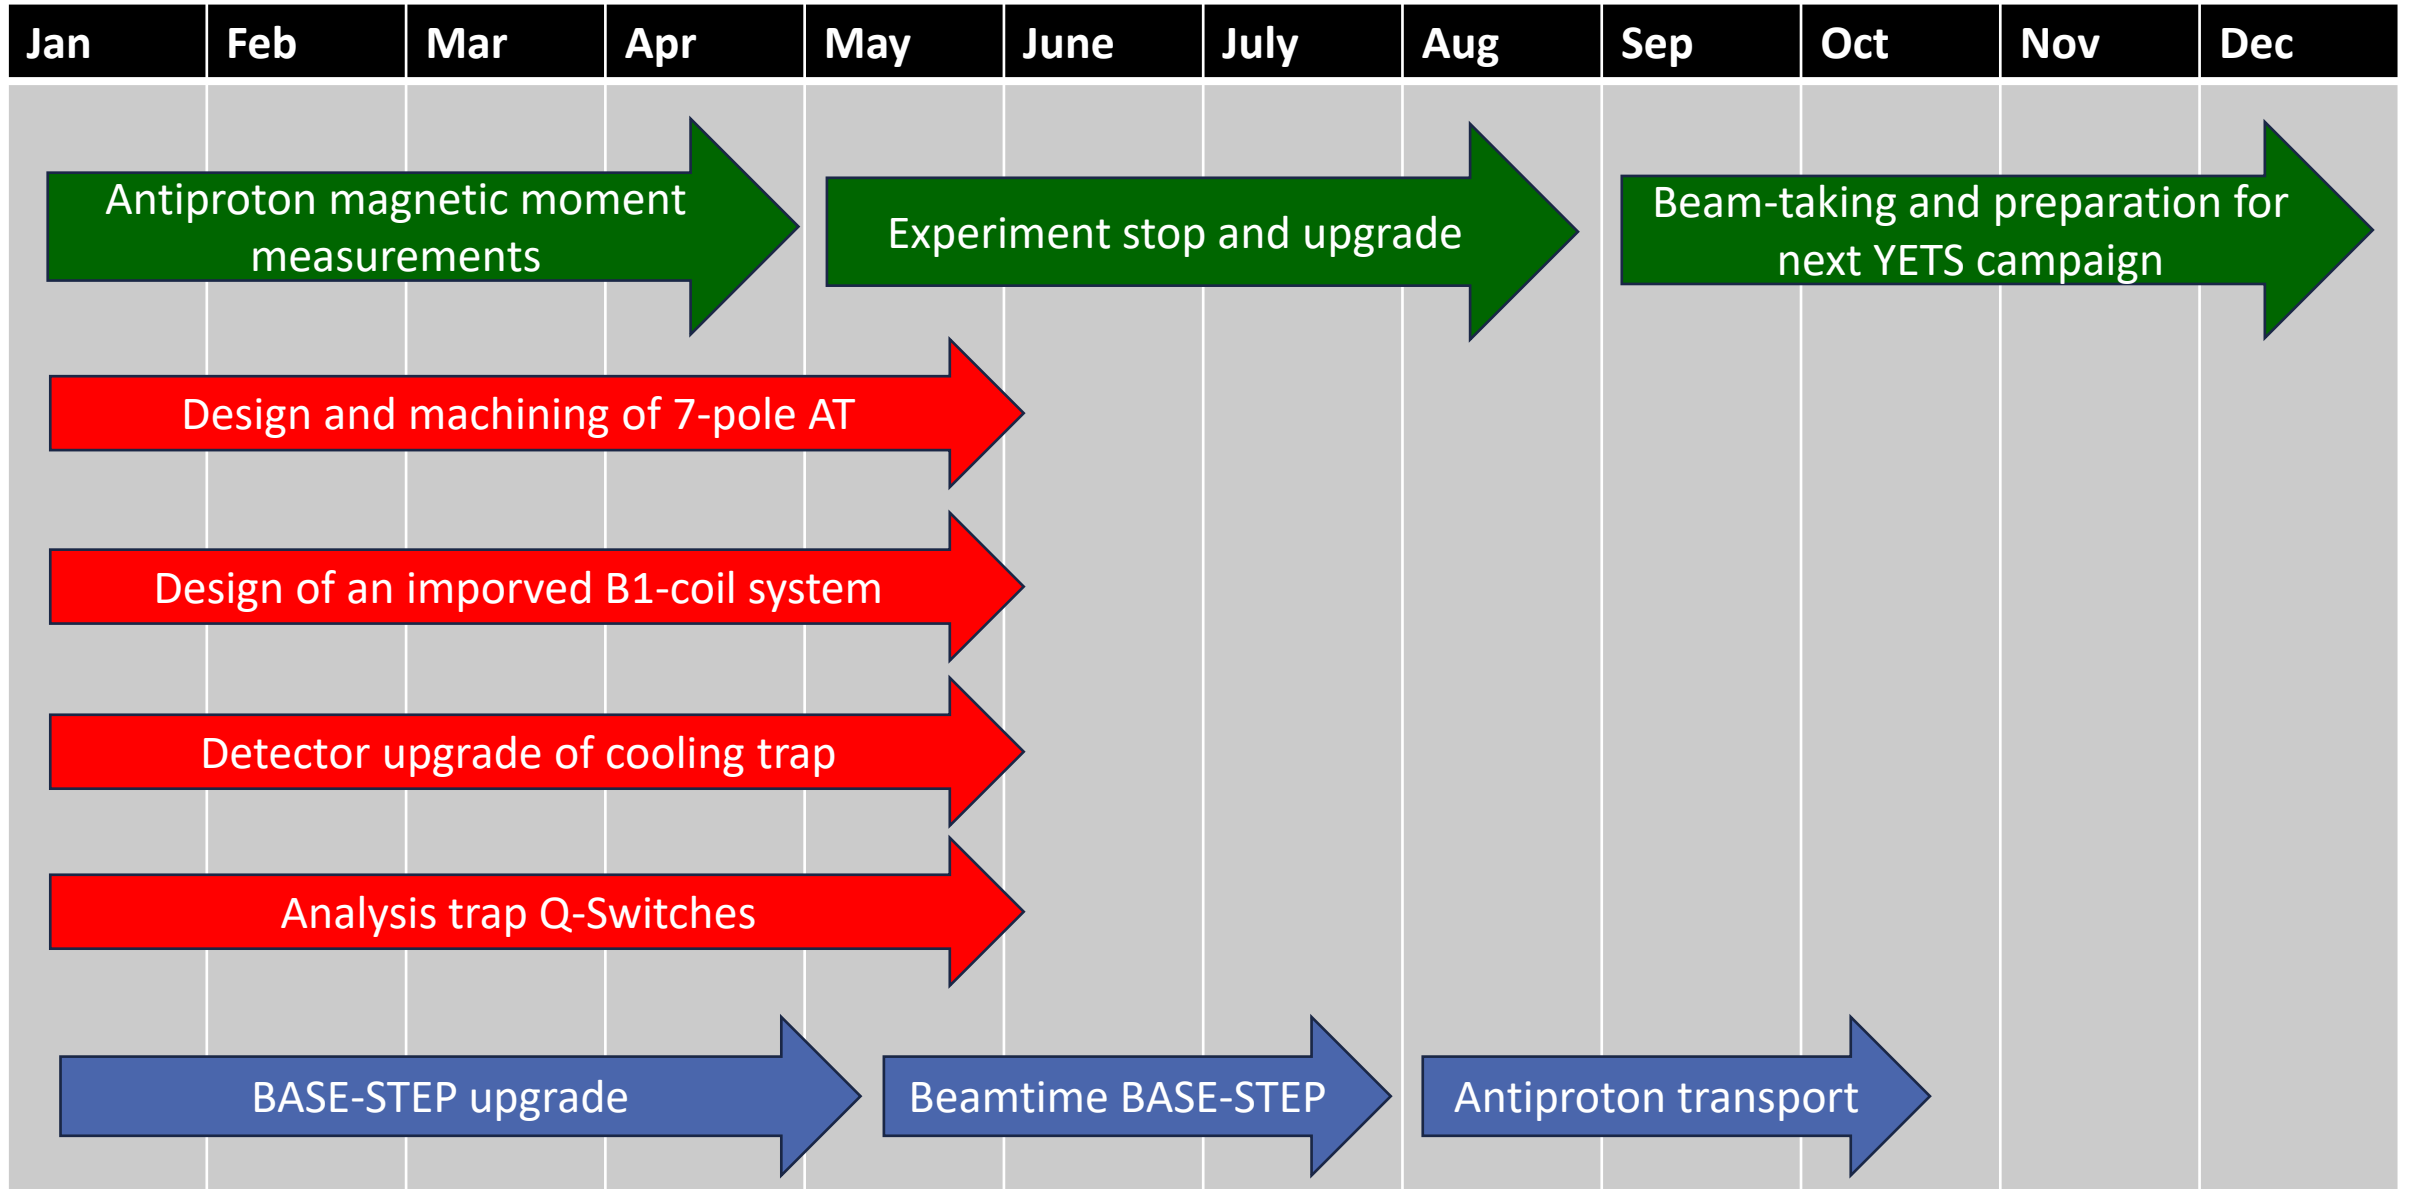 Jan Feb Mar Apr May June July Aug Sep Oct Nov Dec
Antiproton magnetic moment
measurements
Experiment stop and upgrade
Beam-taking and preparation for
next YETS campaign
Design and machining of 7-pole AT
Design of an imporved B1-coil system
Detector upgrade of cooling trap
Analysis trap Q-Switches
BASE-STEP upgrade
Beamtime BASE-STEP
Antiproton transport